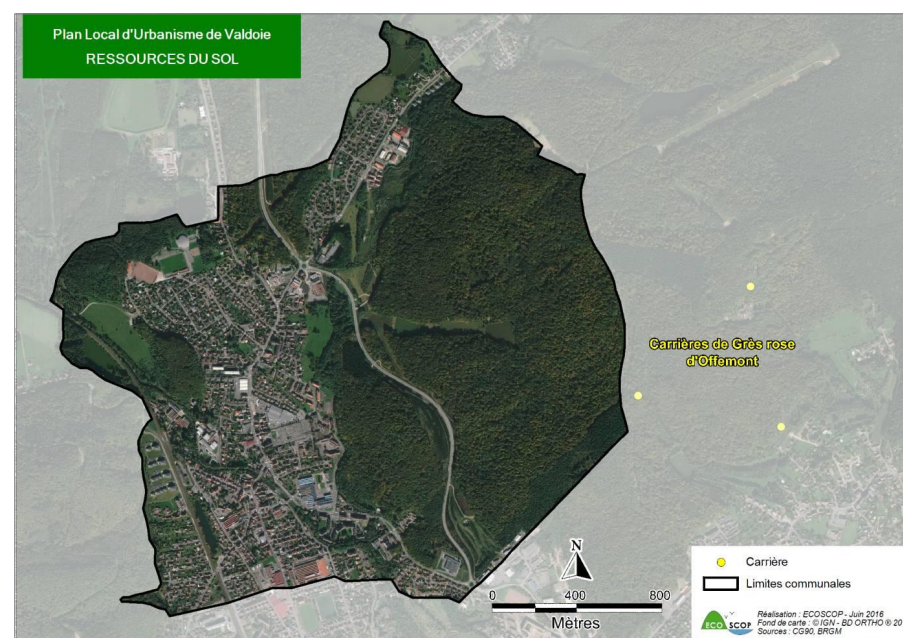 Plan Local d'Urbanisme de Valdoie
RESSOURCES DU SOL
Carrières de Grès rose
d'Offemont
N
0 400 800
Mètres
Carrière
Limites communales
ECO SCOP
Réalisation : ECOSCOP - Juin 2016
Fond de carte : © IGN - BD ORTHO ® 20
Sources : CG90, BRGM